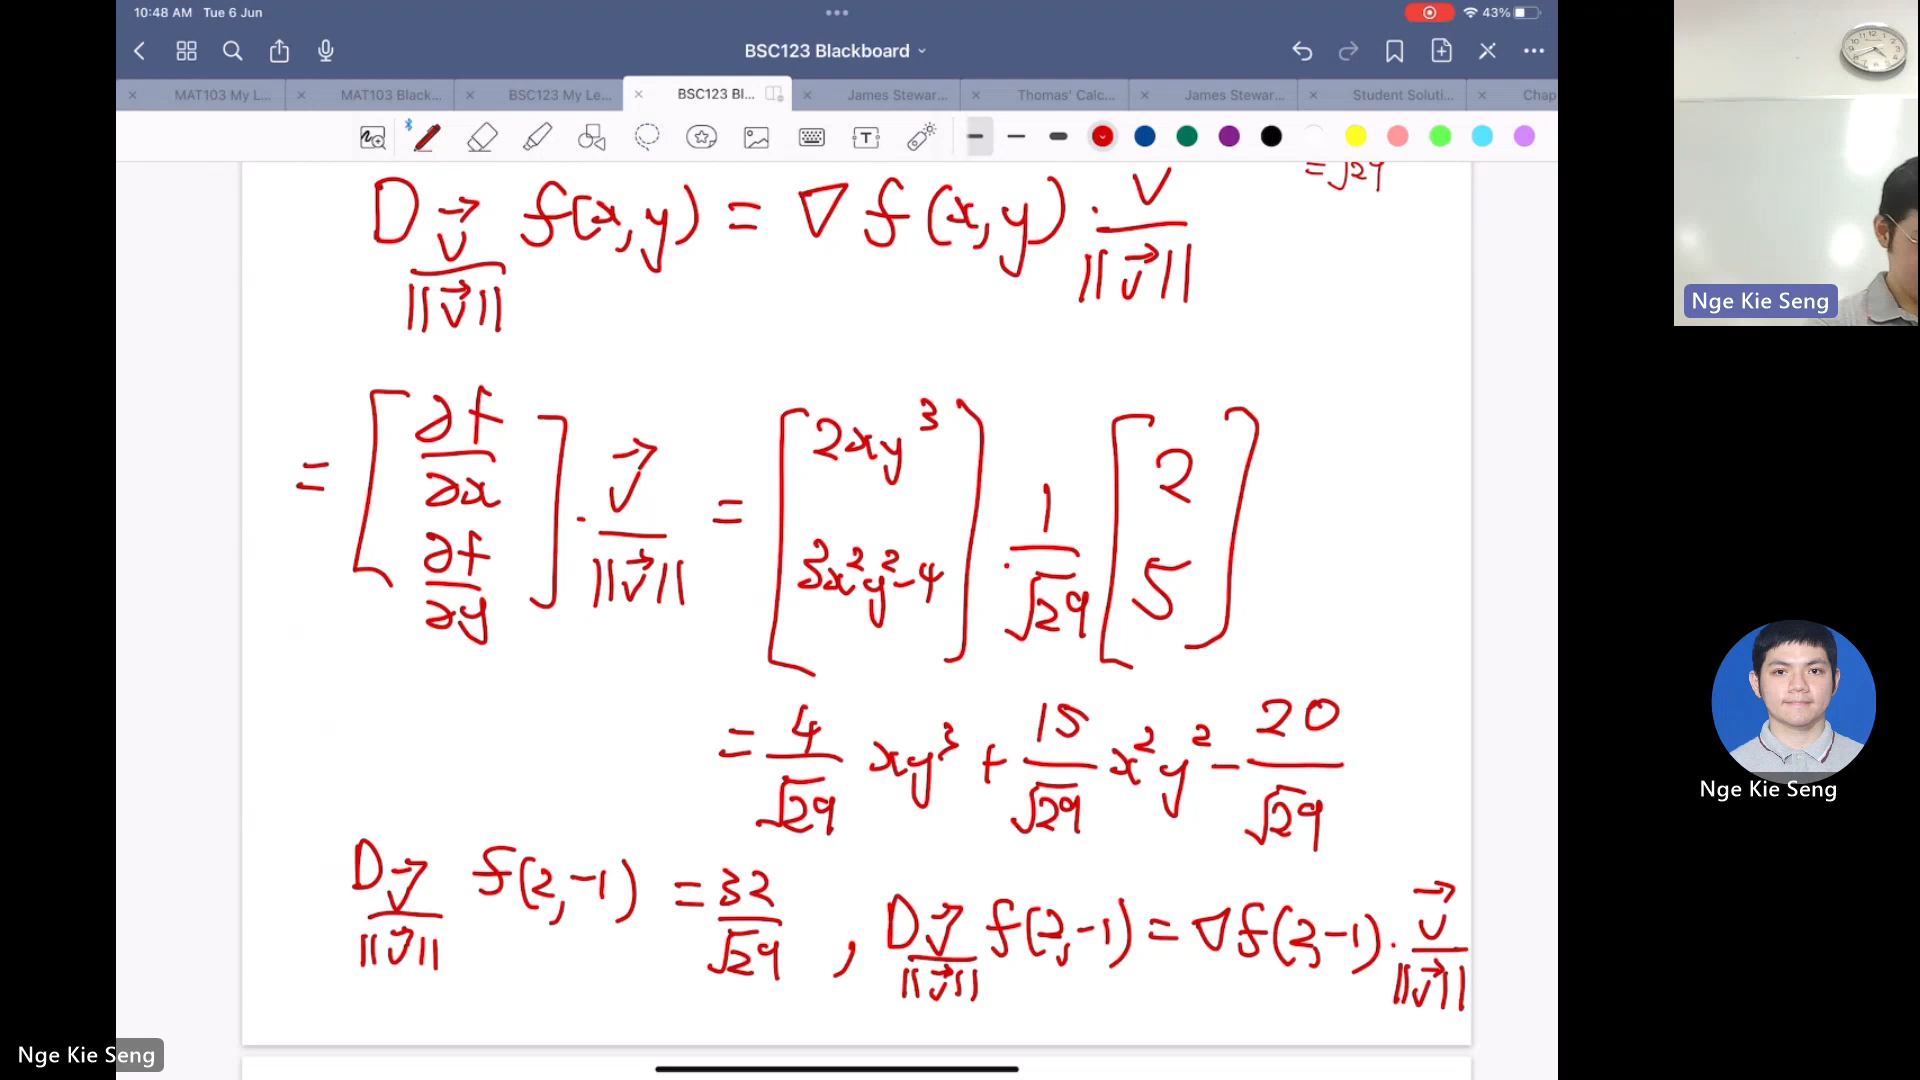 10:48 AM Tue 6 Jun
43%
BSC123 Blackboard
MAT103 My L...
MAT103 Black...
BSC123 My Le...
BSC123 Bl...
James Stewar...
Thomas' Calc...
James Stewar...
Student Soluti...
Chap
= √29
D_{v⃗/||v⃗||} f(x,y) = ∇f(x,y) · v/||v⃗||
= [∂f/∂x ∂f/∂y] · v⃗/||v⃗|| = [2xy³ 3x²y²-4] · 1/√29 [2 5]
= 4/√29 xy³ + 15/√29 x²y² - 20/√29
D_{v⃗/||v⃗||} f(2,-1) = 32/√29 , D_{v⃗/||v⃗||} f(2,-1) = ∇f(2,-1) · v⃗/||v⃗||
Nge Kie Seng
Nge Kie Seng
Nge Kie Seng